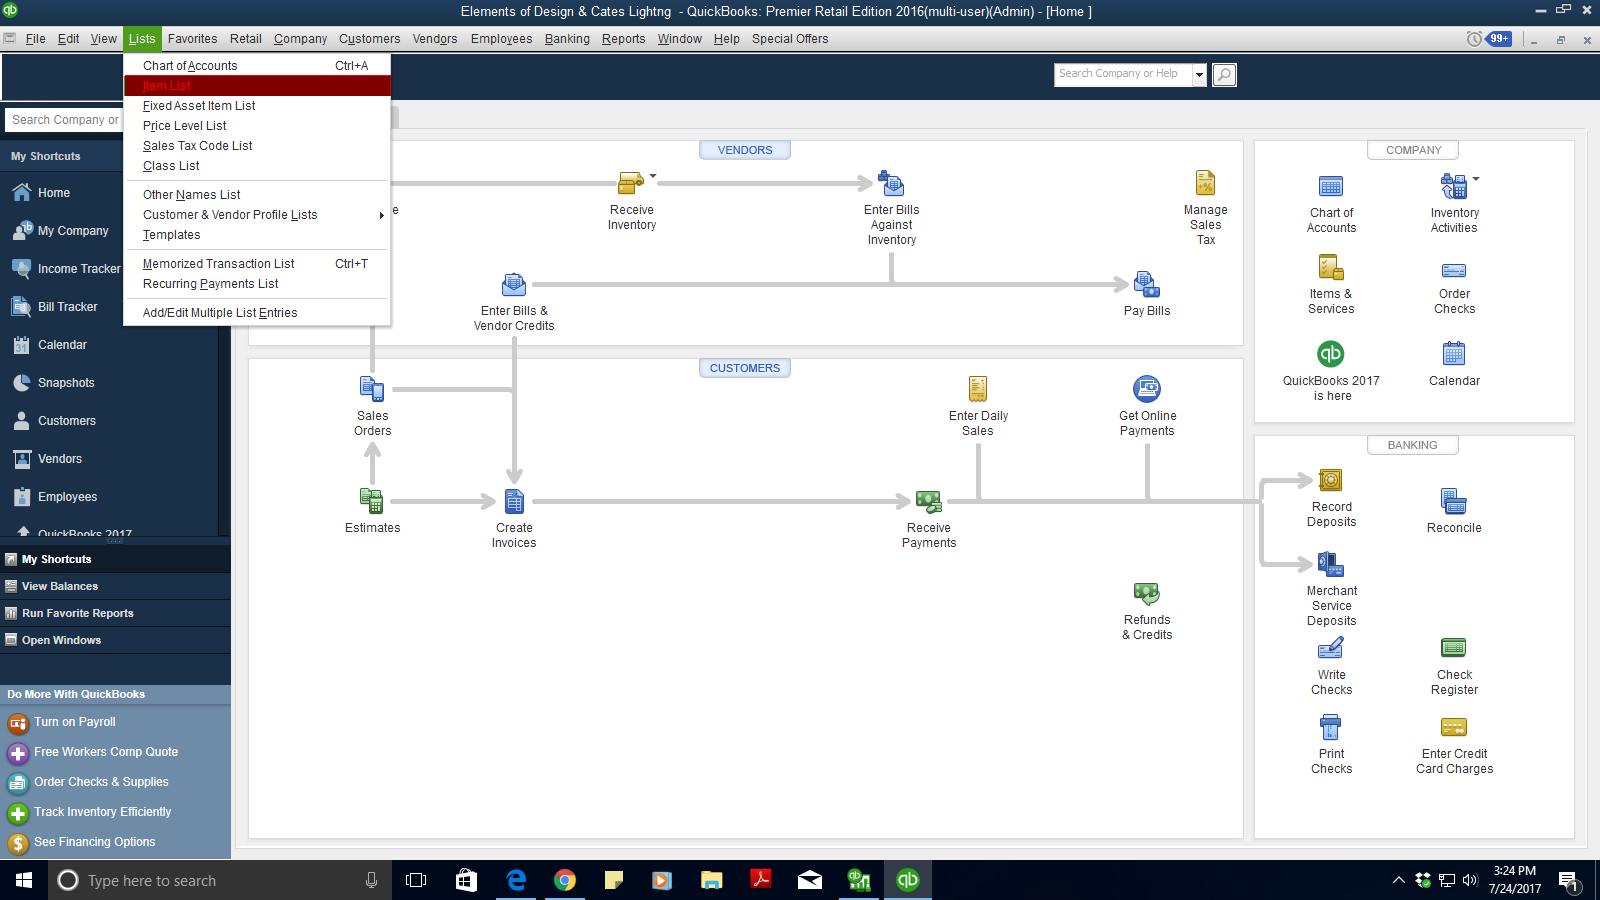 Elements of Design & Cates Lightng - QuickBooks: Premier Retail Edition 2016(multi-user)(Admin) - [Home ]
File Edit View Lists Favorites Retail Company Customers Vendors Employees Banking Reports Window Help Special Offers
99+
Chart of Accounts Ctrl+A
Item List
Fixed Asset Item List
Price Level List
Sales Tax Code List
Class List
Other Names List
Customer & Vendor Profile Lists
Templates
Memorized Transaction List Ctrl+T
Recurring Payments List
Add/Edit Multiple List Entries
Search Company or Help
Search Company or
My Shortcuts
Home
My Company
Income Tracker
Bill Tracker
Calendar
Snapshots
Customers
Vendors
Employees
QuickBooks 2017
My Shortcuts
View Balances
Run Favorite Reports
Open Windows
Do More With QuickBooks
Turn on Payroll
Free Workers Comp Quote
Order Checks & Supplies
Track Inventory Efficiently
See Financing Options
VENDORS
e
Receive
Inventory
Enter Bills
Against
Inventory
Manage
Sales
Tax
Enter Bills &
Vendor Credits
Pay Bills
CUSTOMERS
Sales
Orders
Enter Daily
Sales
Get Online
Payments
Estimates
Create
Invoices
Receive
Payments
Refunds
& Credits
COMPANY
Chart of
Accounts
Inventory
Activities
Items &
Services
Order
Checks
qb
QuickBooks 2017
is here
Calendar
BANKING
Record
Deposits
Reconcile
Merchant
Service
Deposits
Write
Checks
Check
Register
Print
Checks
Enter Credit
Card Charges
Type here to search
qb
3:24 PM
7/24/2017
1